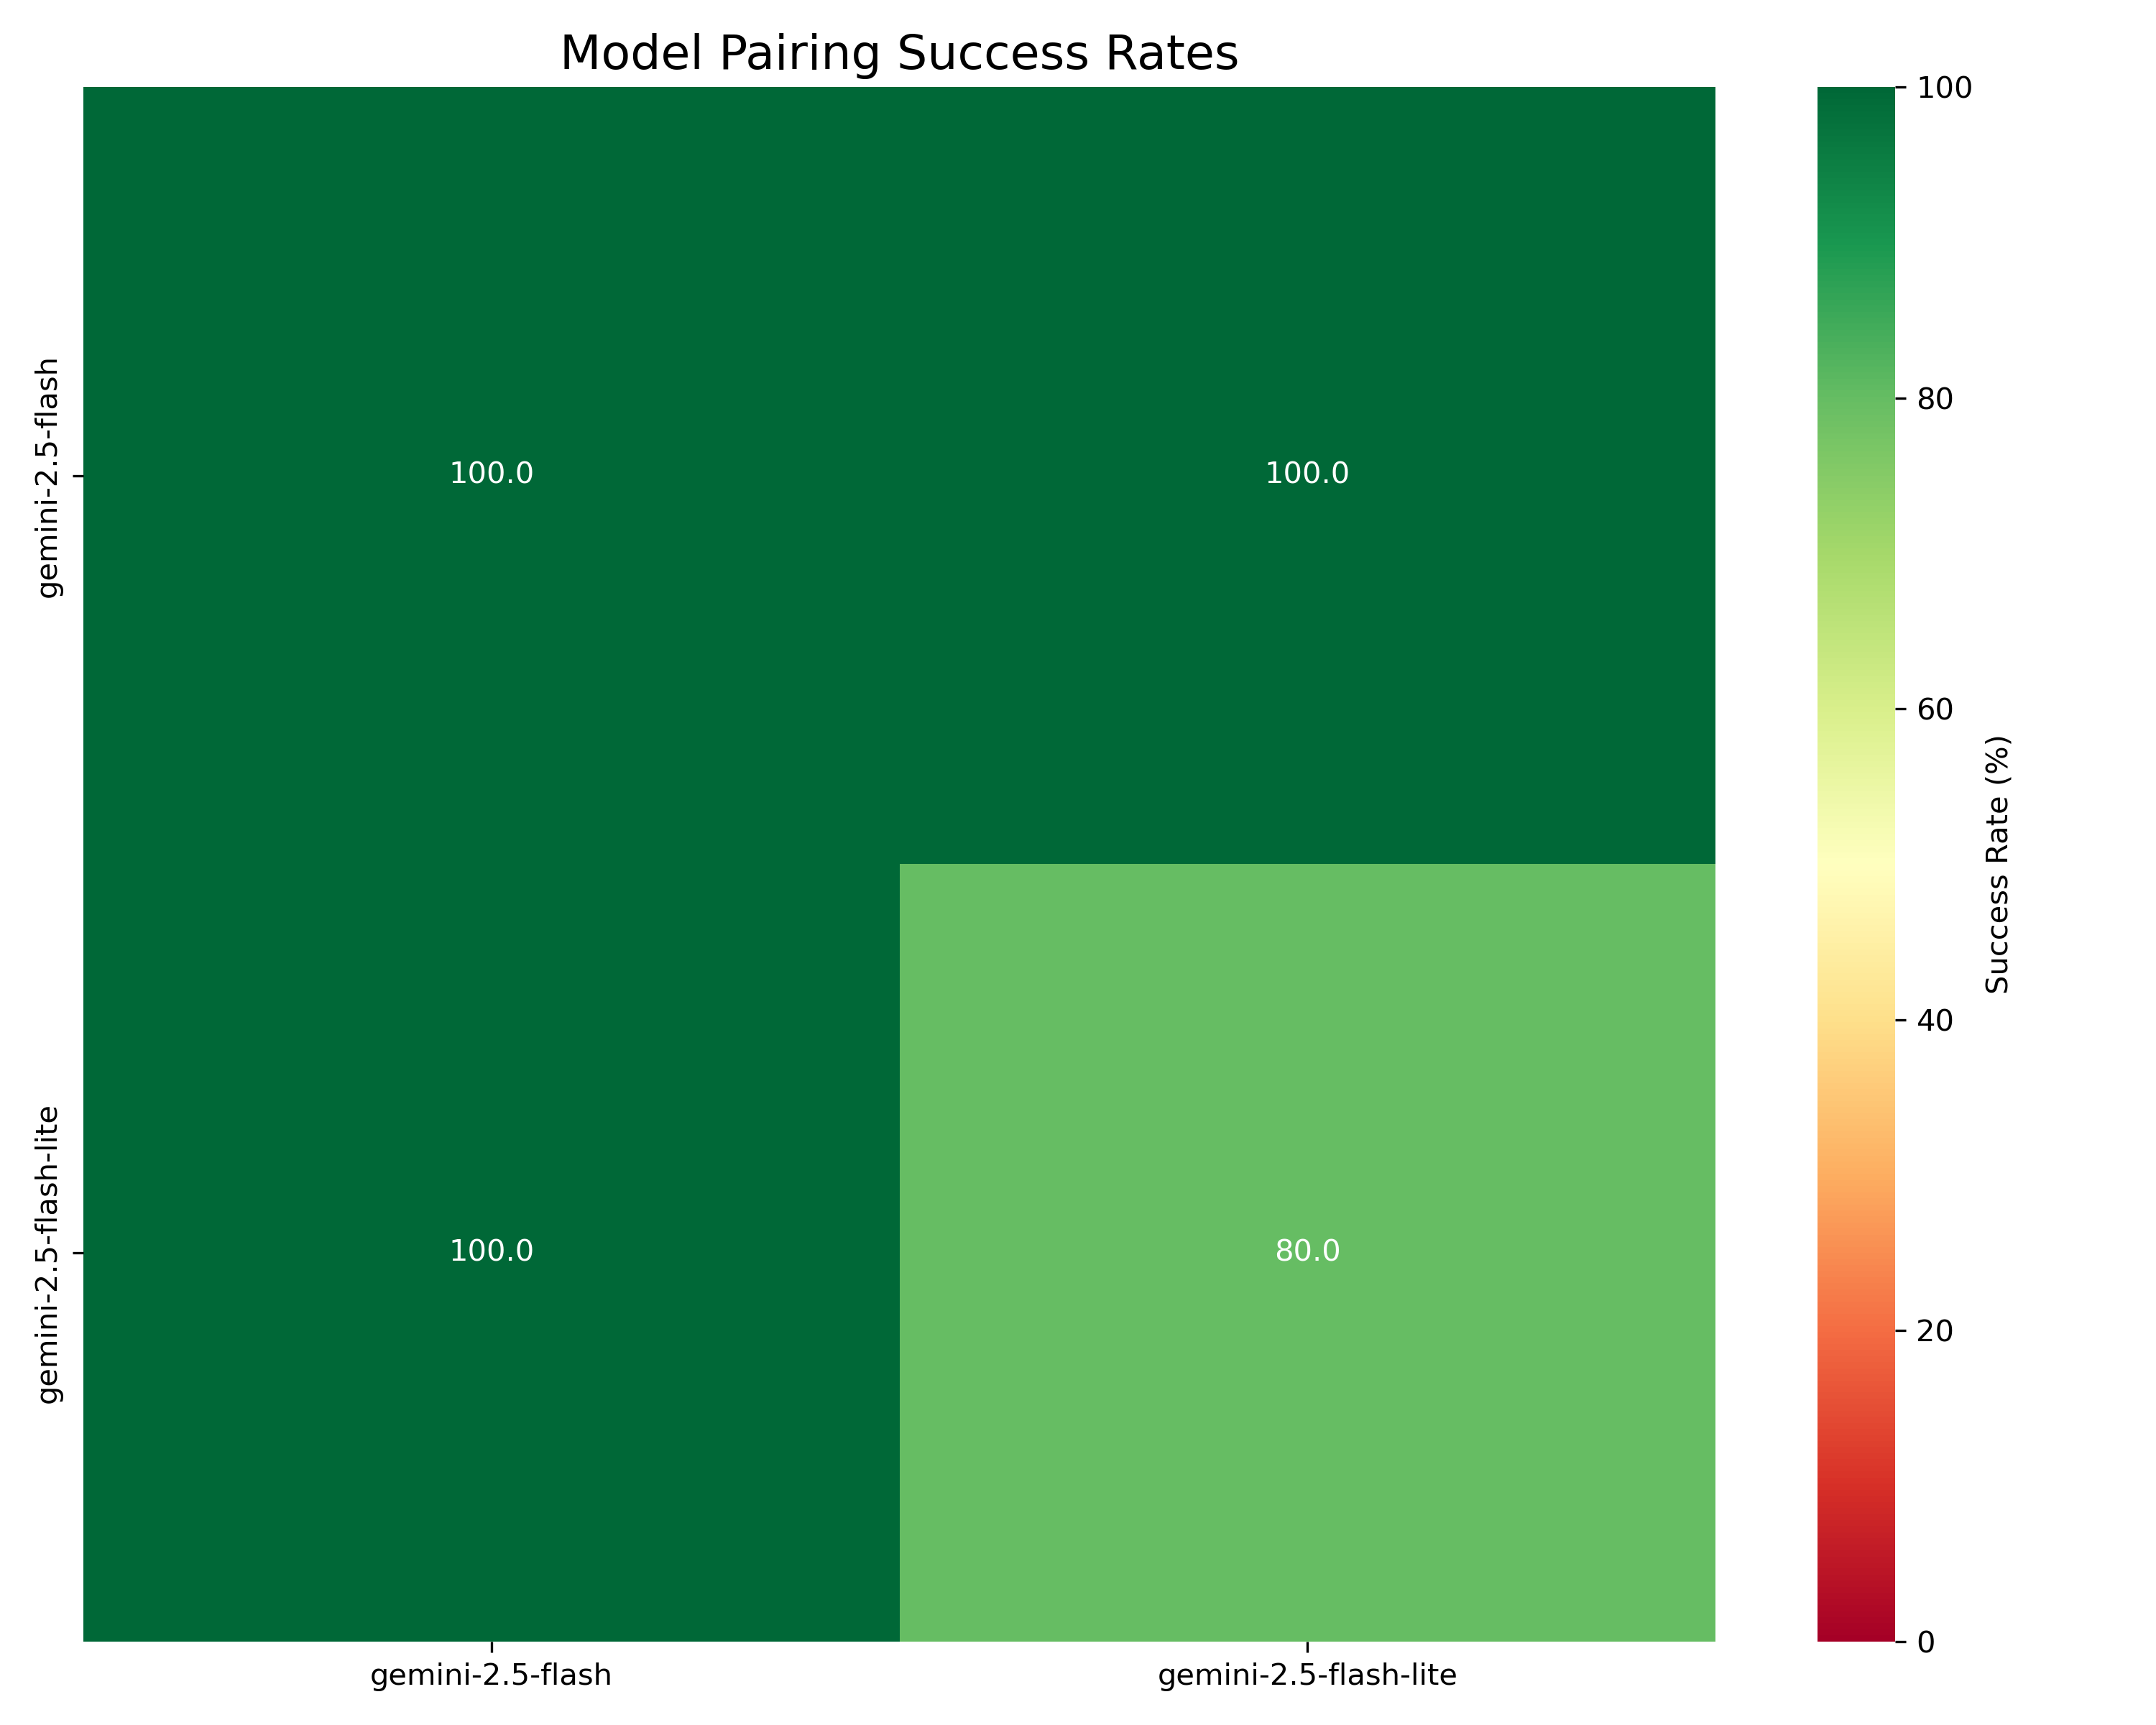 Model Pairing Success Rates
gemini-2.5-flash
100.0
100.0
gemini-2.5-flash-lite
100.0
80.0
gemini-2.5-flash
gemini-2.5-flash-lite
100
80
60
40
20
0
Success Rate (%)